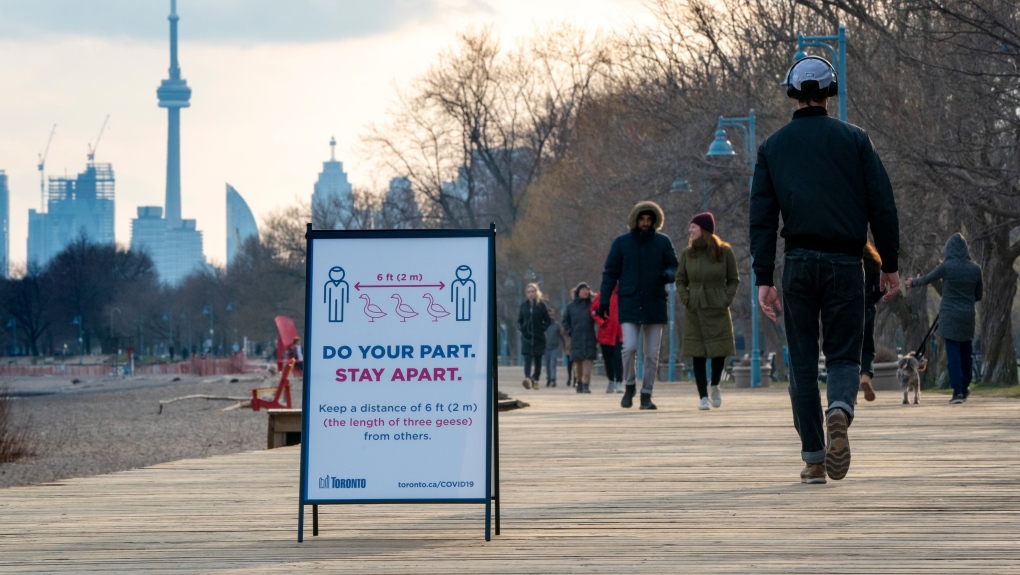 6 ft (2 m)
DO YOUR PART.
STAY APART.
Keep a distance of 6 ft (2 m)
(the length of three geese)
from others.
TORONTO toronto.ca/COVID19